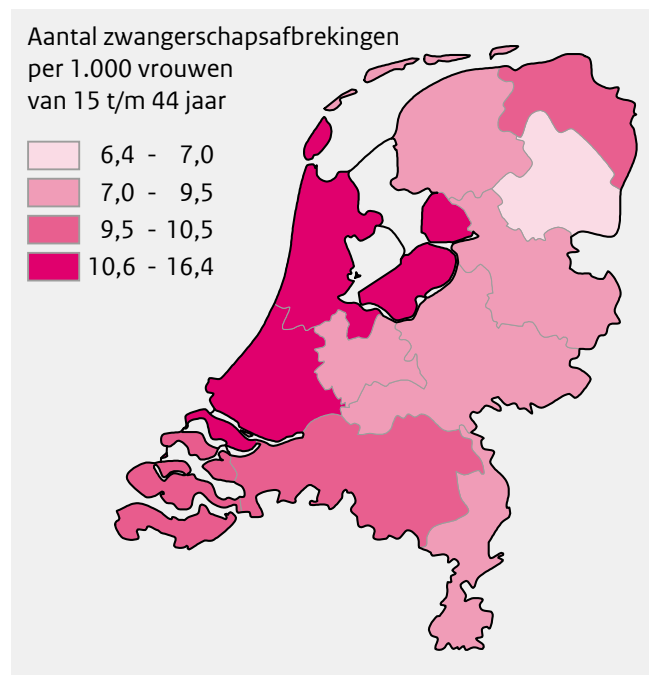 Aantal zwangerschapsafbrekingen
per 1.000 vrouwen
van 15 t/m 44 jaar
6,4 - 7,0
7,0 - 9,5
9,5 - 10,5
10,6 - 16,4